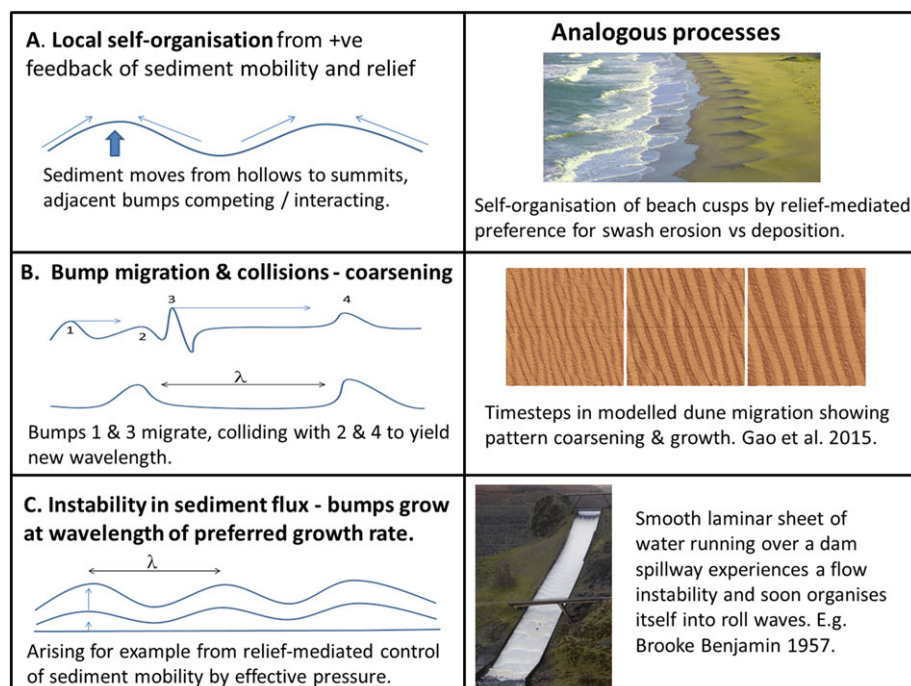 A. Local self-organisation from +ve
feedback of sediment mobility and relief
Sediment moves from hollows to summits,
adjacent bumps competing / interacting.
Analogous processes
Self-organisation of beach cusps by relief-mediated
preference for swash erosion vs deposition.
B. Bump migration & collisions - coarsening
1
2
3
4
λ
Bumps 1 & 3 migrate, colliding with 2 & 4 to yield
new wavelength.
Timesteps in modelled dune migration showing
pattern coarsening & growth. Gao et al. 2015.
C. Instability in sediment flux - bumps grow
at wavelength of preferred growth rate.
λ
Arising for example from relief-mediated control
of sediment mobility by effective pressure.
Smooth laminar sheet of
water running over a dam
spillway experiences a flow
instability and soon organises
itself into roll waves. E.g.
Brooke Benjamin 1957.